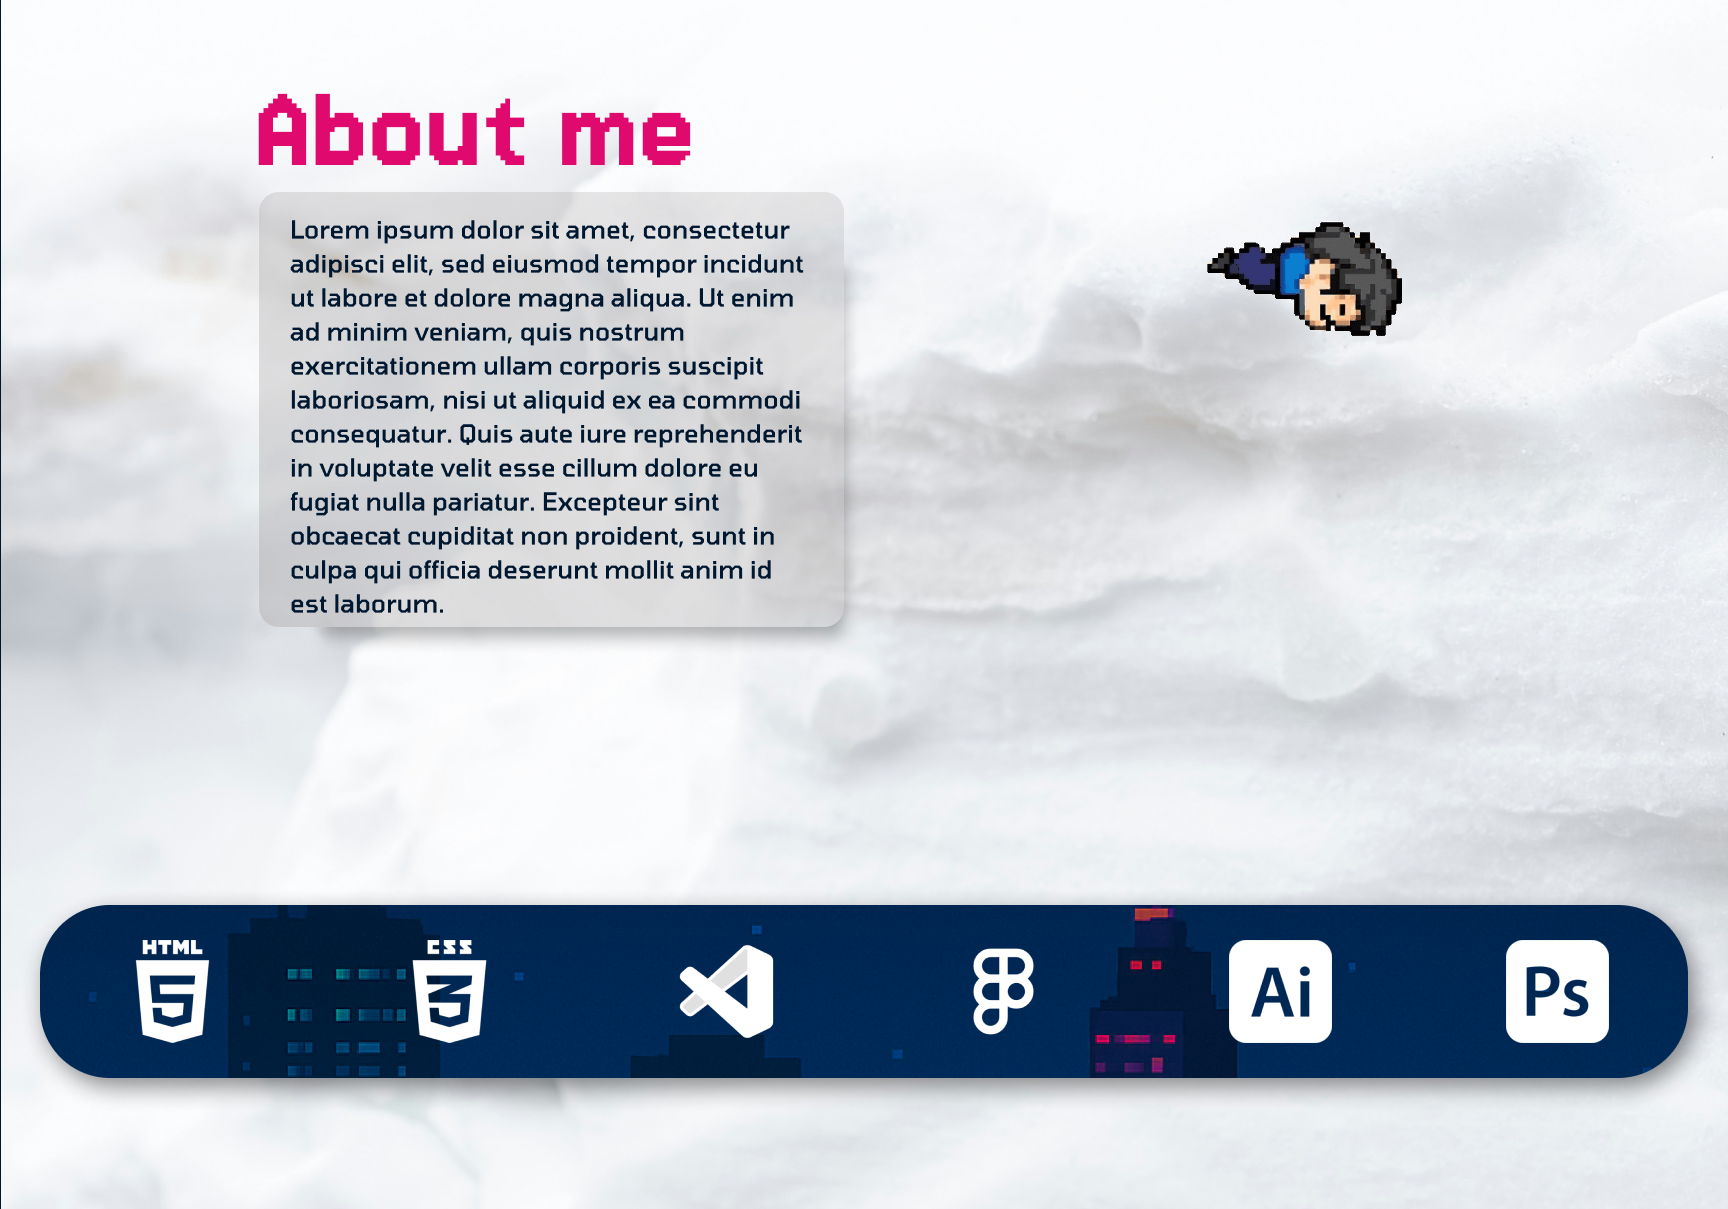 About me
Lorem ipsum dolor sit amet, consectetur
adipisci elit, sed eiusmod tempor incidunt
ut labore et dolore magna aliqua. Ut enim
ad minim veniam, quis nostrum
exercitationem ullam corporis suscipit
laboriosam, nisi ut aliquid ex ea commodi
consequatur. Quis aute iure reprehenderit
in voluptate velit esse cillum dolore eu
fugiat nulla pariatur. Excepteur sint
obcaecat cupiditat non proident, sunt in
culpa qui officia deserunt mollit anim id
est laborum.
HTML CSS
5 3 Ai Ps